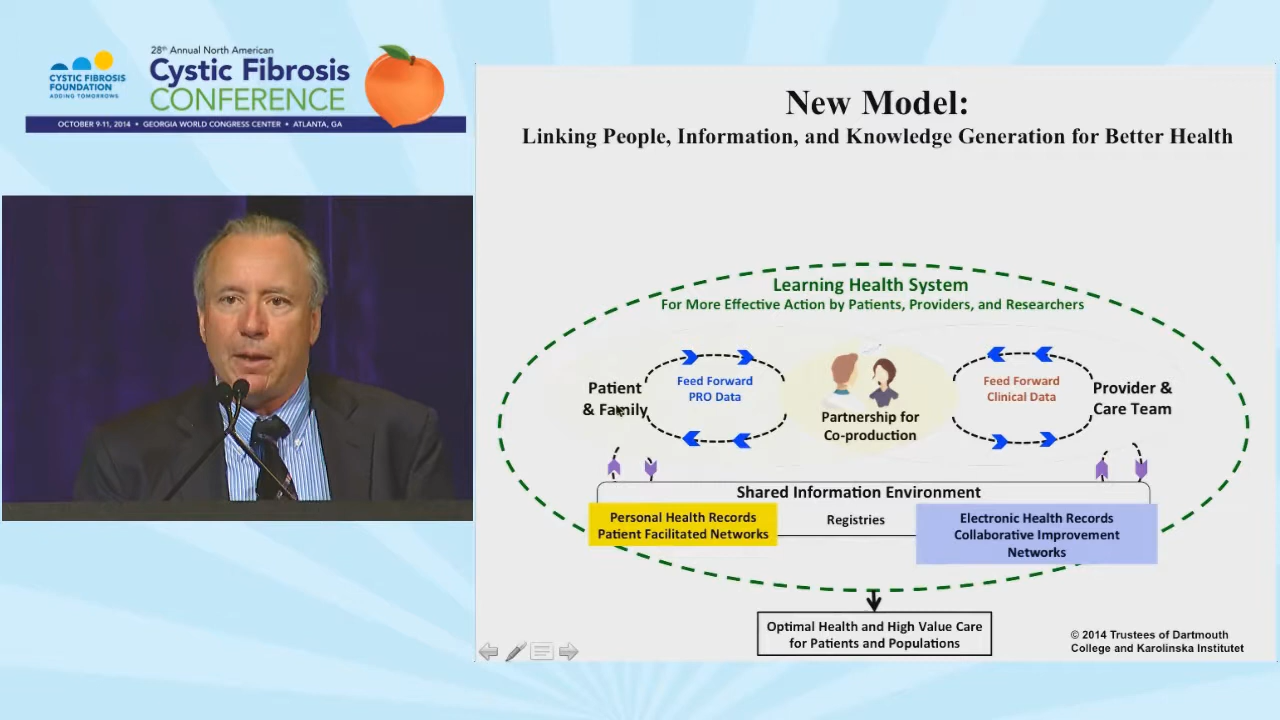 28th Annual North American
Cystic Fibrosis
CONFERENCE
CYSTIC FIBROSIS
FOUNDATION
ADDING TOMORROWS
OCTOBER 9-11, 2014 • GEORGIA WORLD CONGRESS CENTER • ATLANTA, GA
New Model:
Linking People, Information, and Knowledge Generation for Better Health
Learning Health System
For More Effective Action by Patients, Providers, and Researchers
Patient
& Family
Feed Forward
PRO Data
Partnership for
Co-production
Feed Forward
Clinical Data
Provider &
Care Team
Shared Information Environment
Personal Health Records
Patient Facilitated Networks
Registries
Electronic Health Records
Collaborative Improvement
Networks
Optimal Health and High Value Care
for Patients and Populations
© 2014 Trustees of Dartmouth
College and Karolinska Institutet